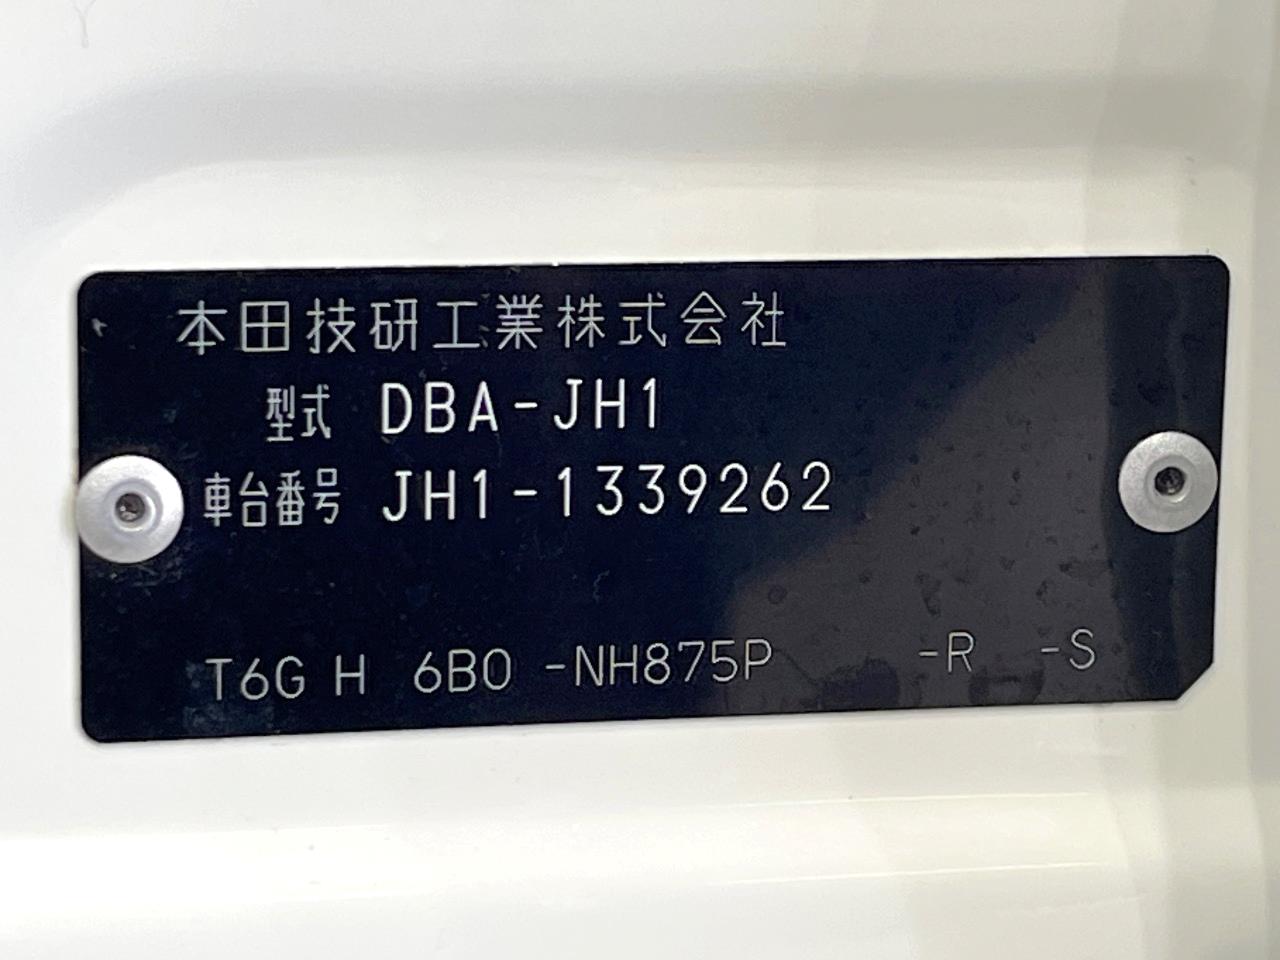 本田技研工業株式会社
型式 DBA-JH1
車台番号 JH1-1339262
T6G H 6B0 -NH875P -R -S